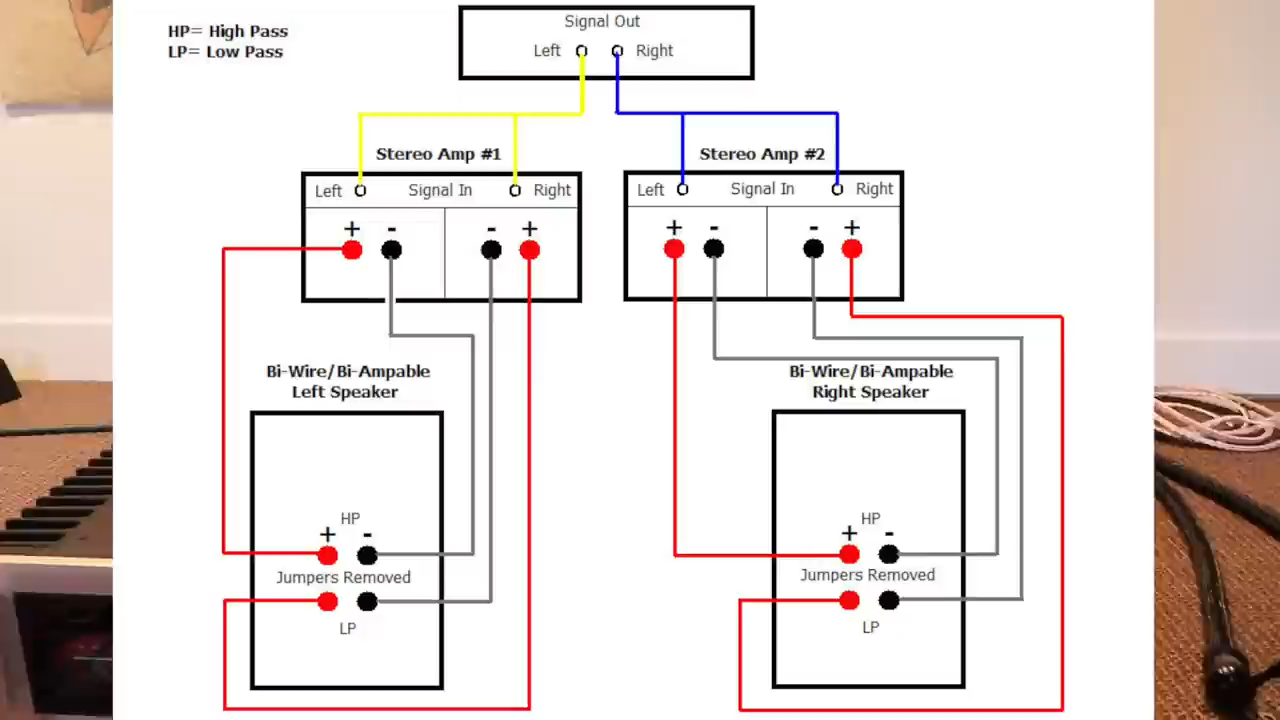 HP= High Pass
LP= Low Pass
Signal Out
Left Right
Stereo Amp #1
Left Signal In Right
+ - - +
Stereo Amp #2
Left Signal In Right
+ - - +
Bi-Wire/Bi-Ampable
Left Speaker
HP
+ -
Jumpers Removed
LP
Bi-Wire/Bi-Ampable
Right Speaker
HP
+ -
Jumpers Removed
LP